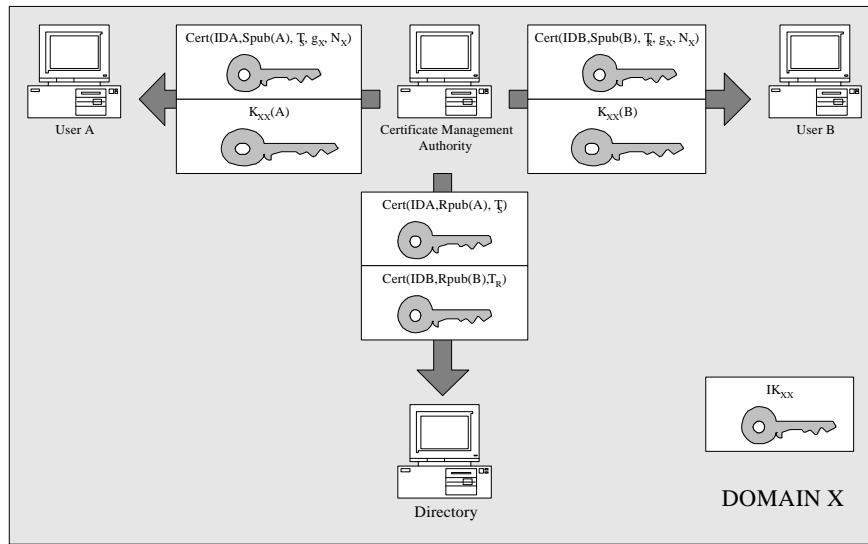 Cert(IDA,Spub(A), TS, gX, NX)
Cert(IDB,Spub(B), TR, gX, NX)
KXX(A)
KXX(B)
User A
Certificate Management
Authority
User B
Cert(IDA,Rpub(A), TS)
Cert(IDB,Rpub(B),TR)
IKXX
DOMAIN X
Directory